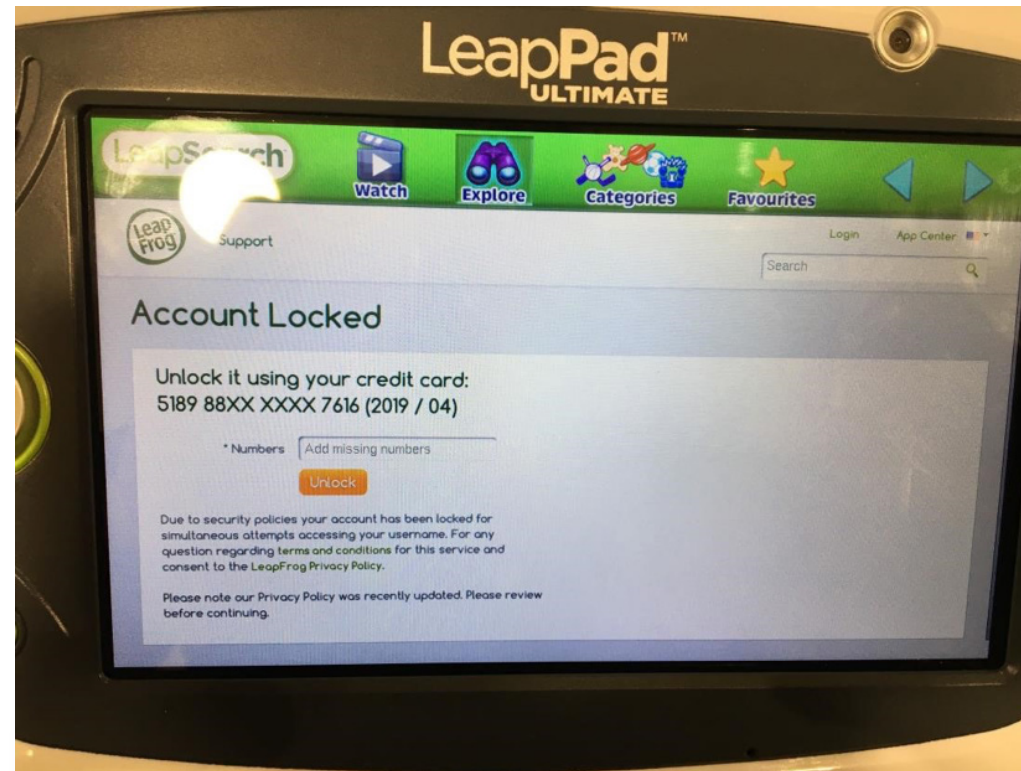 LeapPad™
ULTIMATE
LeapSearch
Watch
Explore
Categories
Favourites
Leap
Frog
Support
Login
App Center
Search
Account Locked
Unlock it using your credit card:
5189 88XX XXXX 7616 (2019 / 04)
* Numbers
Add missing numbers
Unlock
Due to security policies your account has been locked for
simultaneous attempts accessing your username. For any
question regarding terms and conditions for this service and
consent to the LeapFrog Privacy Policy.
Please note our Privacy Policy was recently updated. Please review
before continuing.